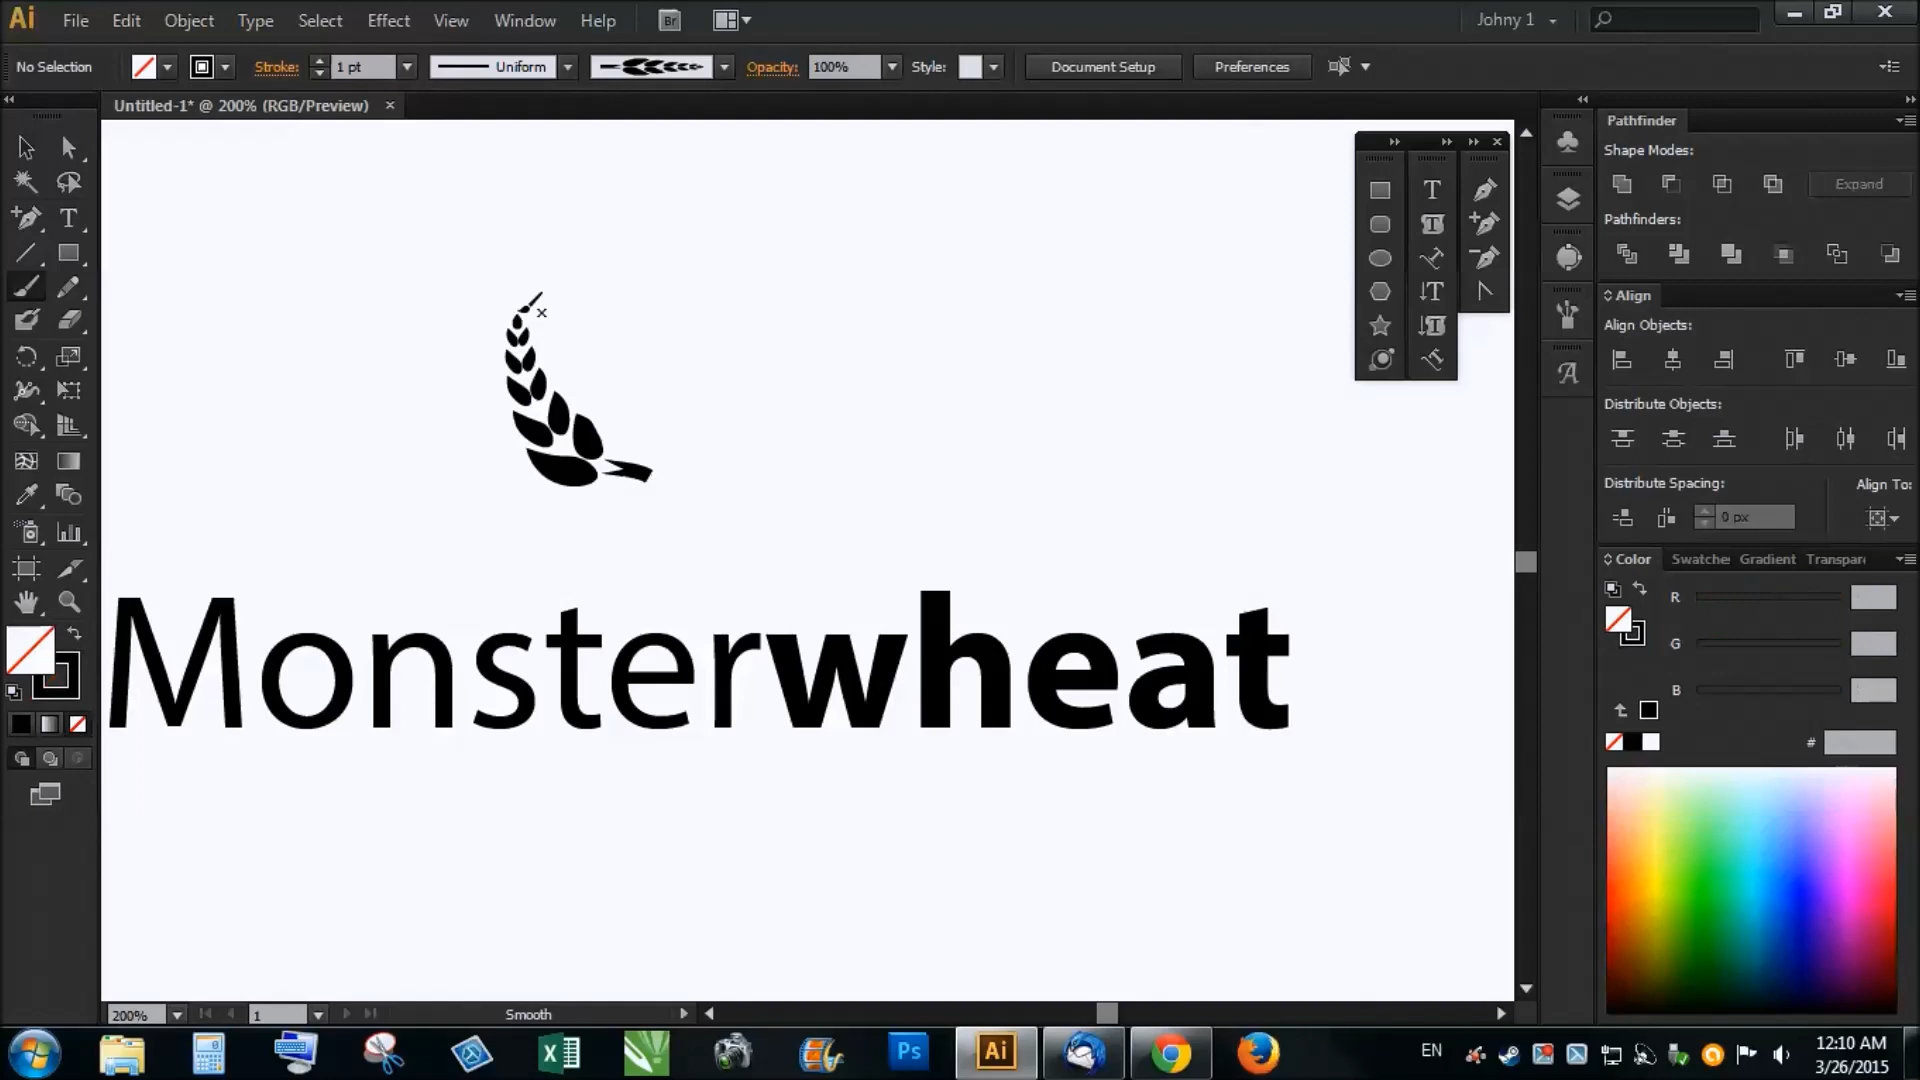 Ai File Edit Object Type Select Effect View Window Help Br Johny 1
No Selection Stroke: 1 pt Uniform Opacity: 100% Style: Document Setup Preferences
Untitled-1* @ 200% (RGB/Preview)
Pathfinder
Shape Modes:
Expand
Pathfinders:
Align
Align Objects:
Distribute Objects:
Distribute Spacing: Align To:
0 px
Color Swatche Gradient Transpar
R
G
B
#
Monsterwheat
200% 1 Smooth
Ps Ai EN
12:10 AM
3/26/2015